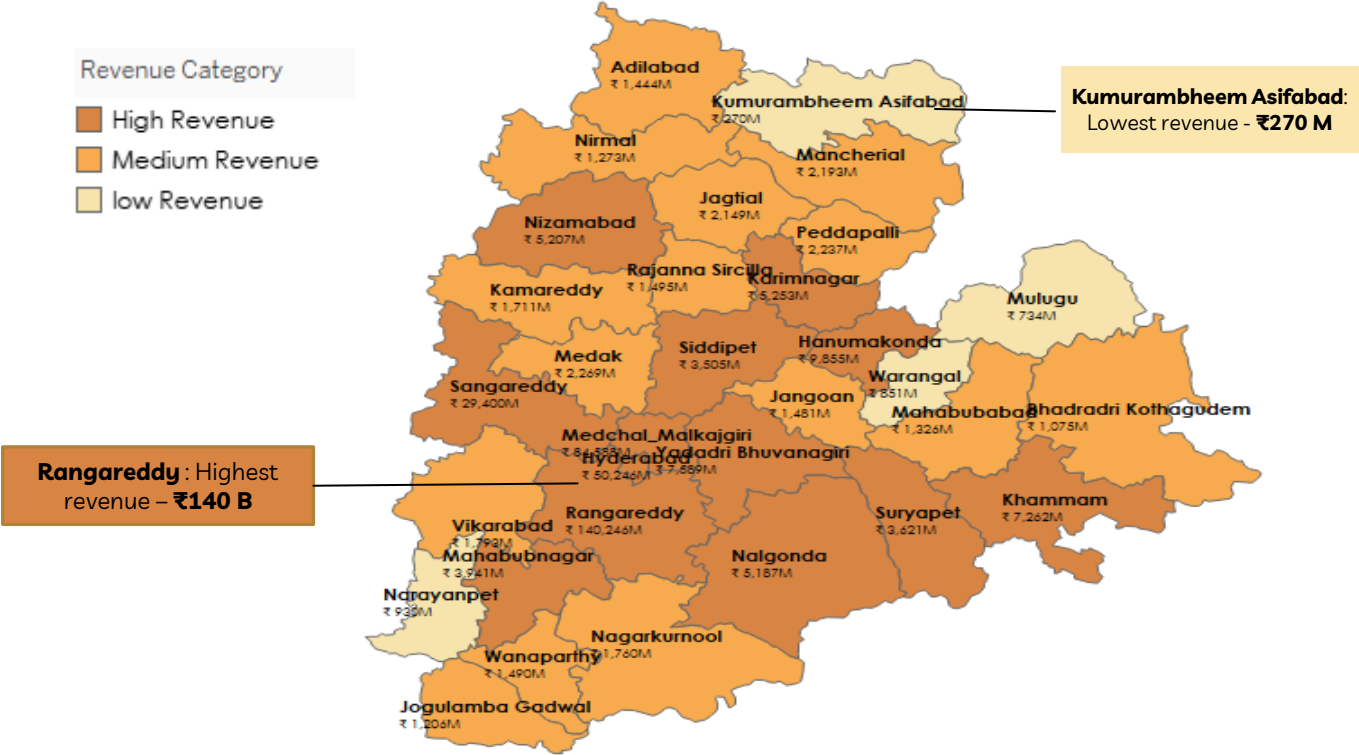 Revenue Category
High Revenue
Medium Revenue
low Revenue
Adilabad
₹ 1,444M
Kumurambheem Asifabad
₹ 270M
Kumurambheem Asifabad:
Lowest revenue - ₹270 M
Nirmal
₹ 1,273M
Mancherial
₹ 2,193M
Jagtial
₹ 2,149M
Nizamabad
₹ 5,207M
Peddapalli
₹ 2,237M
Rajanna Sircilla
₹ 1,495M
Karimnagar
₹ 5,253M
Kamareddy
₹ 1,711M
Mulugu
₹ 734M
Medak
₹ 2,269M
Siddipet
₹ 3,505M
Hanumakonda
₹ 9,855M
Warangal
₹ 851M
Sangareddy
₹ 29,400M
Jangoan
₹ 1,481M
Mahabubabad
₹ 1,326M
Bhadradri Kothagudem
₹ 1,075M
Medchal_Malkajgiri
Hyderabad
₹ 50,246M
Yadadri Bhuvanagiri
₹ 7,589M
Rangareddy : Highest
revenue – ₹140 B
Rangareddy
₹ 140,246M
Suryapet
₹ 3,621M
Khammam
₹ 7,262M
Vikarabad
₹ 1,793M
Mahabubnagar
₹ 3,941M
Nalgonda
₹ 5,187M
Narayanpet
Nagarkurnool
₹ 1,760M
Wanaparthy
₹ 1,490M
Jogulamba Gadwal
₹ 1,206M